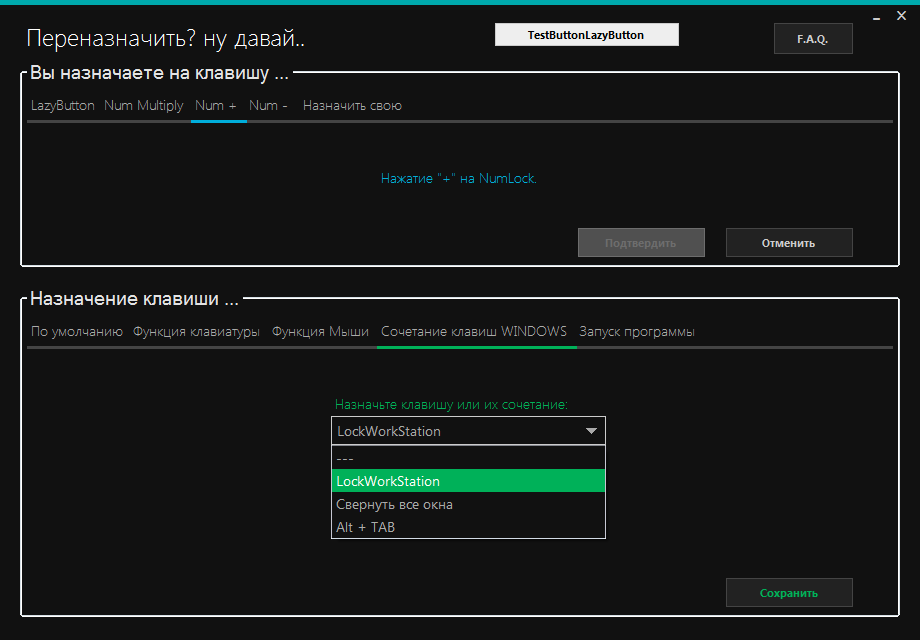 Переназначить? ну давай..
TestButtonLazyButton
F.A.Q.
Вы назначаете на клавишу ...
LazyButton Num Multiply Num + Num - Назначить свою
Нажатие "+" на NumLock.
Подтвердить Отменить
Назначение клавиши ...
По умолчанию Функция клавиатуры Функция Мыши Сочетание клавиш WINDOWS Запуск программы
Назначьте клавишу или их сочетание:
LockWorkStation
---
LockWorkStation
Свернуть все окна
Alt + TAB
Сохранить